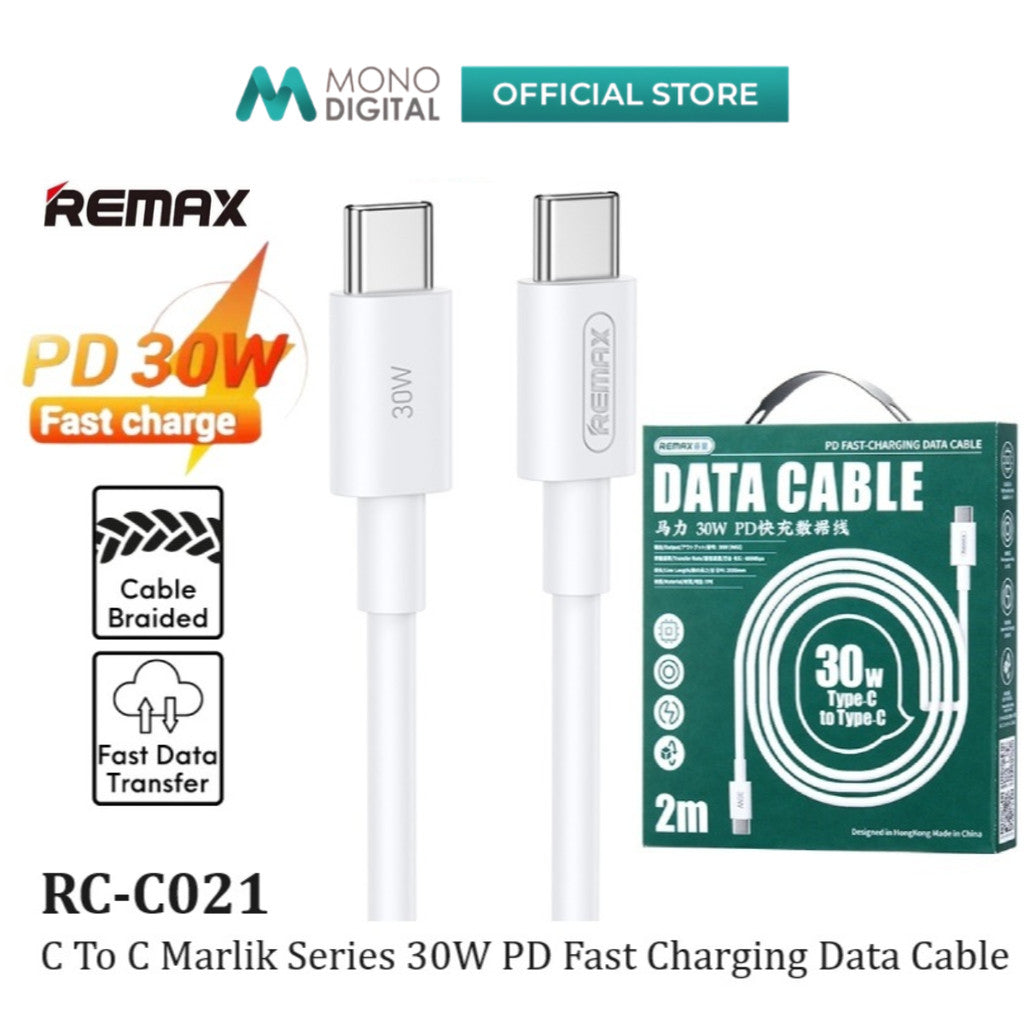 MONO
DIGITAL
OFFICIAL STORE
REMAX
PD 30W
Fast charge
Cable
Braided
Fast Data
Transfer
30W
REMAX
REMAX
PD FAST-CHARGING DATA CABLE
DATA CABLE
马力 30W PD快充数据线
REMAX
30W
Type-C
to Type-C
30W
2m
Designed in HongKong Made in China
RC-C021
C To C Marlik Series 30W PD Fast Charging Data Cable